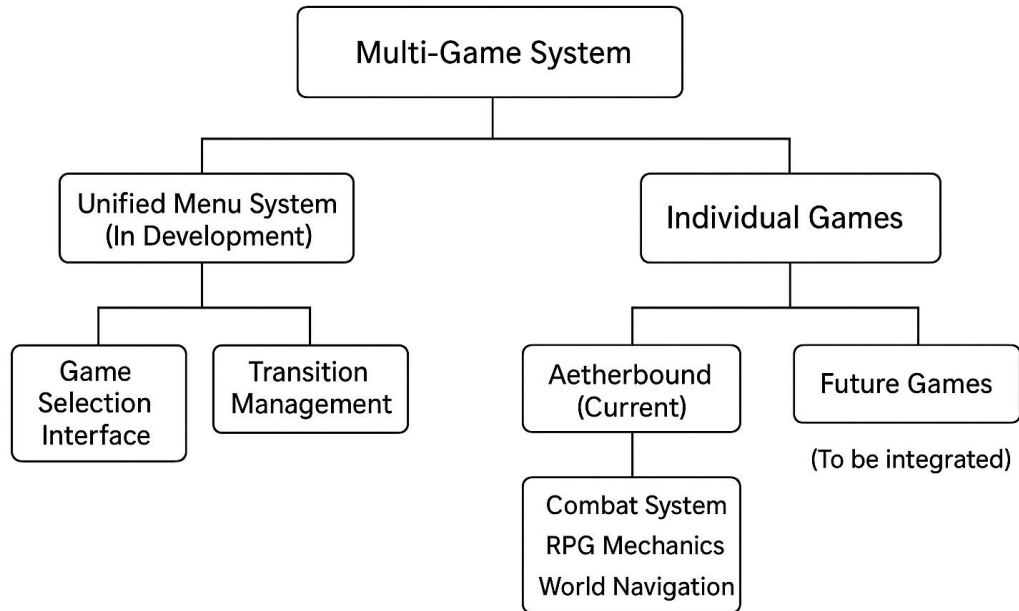 Multi-Game System
Unified Menu System
(In Development)
Individual Games
Game
Selection
Interface
Transition
Management
Aetherbound
(Current)
Future Games
(To be integrated)
Combat System
RPG Mechanics
World Navigation